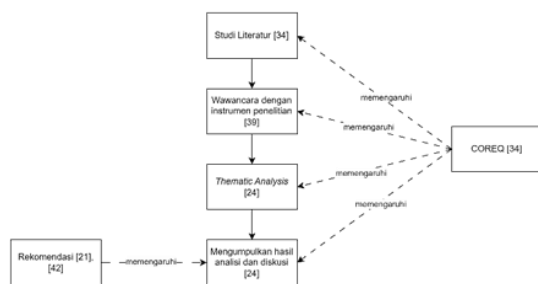 Studi Literatur [34]
memengaruhi
Wawancara dengan
instrumen penelitian
[39]
memengaruhi
COREQ [34]
memengaruhi
Thematic Analysis
[24]
memengaruhi
Rekomendasi [21],
[42]
memengaruhi
Mengumpulkan hasil
analisi dan diskusi
[24]